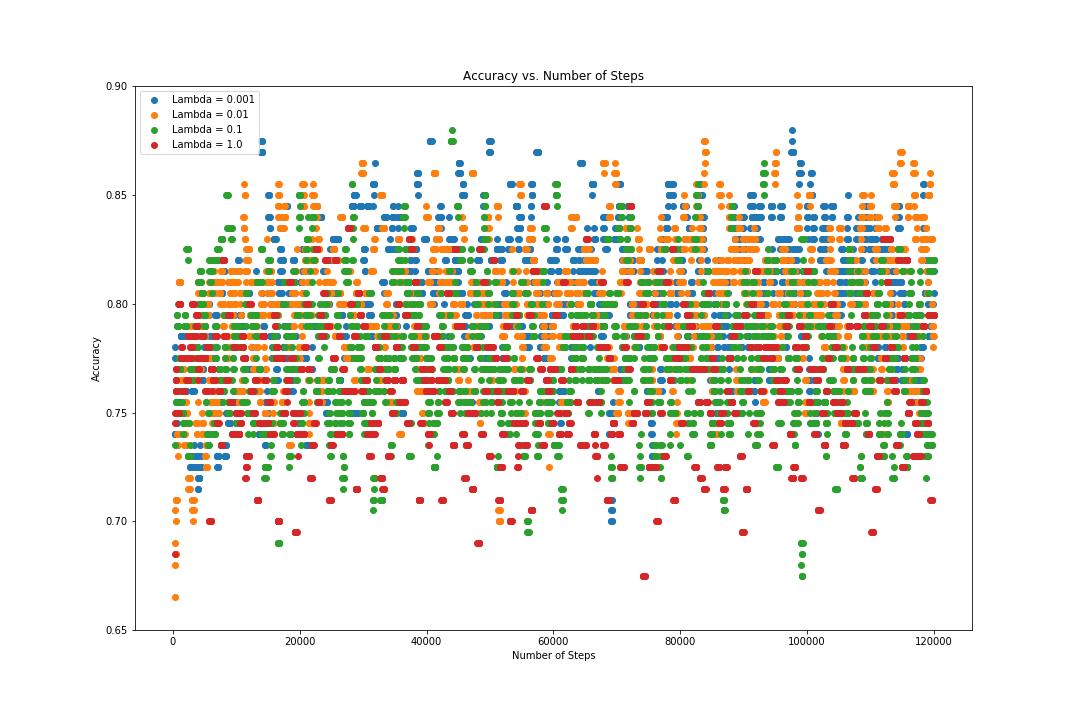 Accuracy vs. Number of Steps
0.90
Lambda = 0.001
Lambda = 0.01
Lambda = 0.1
Lambda = 1.0
0.85
0.80
Accuracy
0.75
0.70
0.65
0 20000 40000 60000 80000 100000 120000
Number of Steps